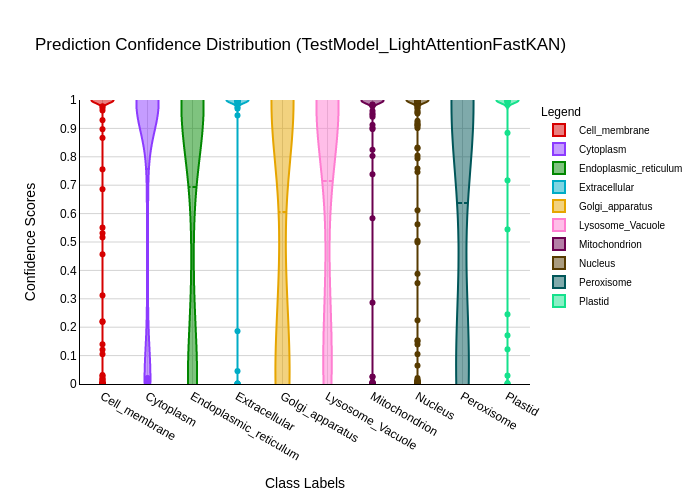 Prediction Confidence Distribution (TestModel_LightAttentionFastKAN)
Confidence Scores
1
0.9
0.8
0.7
0.6
0.5
0.4
0.3
0.2
0.1
0
Cell_membrane
Cytoplasm
Endoplasmic_reticulum
Extracellular
Golgi_apparatus
Lysosome_Vacuole
Mitochondrion
Nucleus
Peroxisome
Plastid
Class Labels
Legend
Cell_membrane
Cytoplasm
Endoplasmic_reticulum
Extracellular
Golgi_apparatus
Lysosome_Vacuole
Mitochondrion
Nucleus
Peroxisome
Plastid